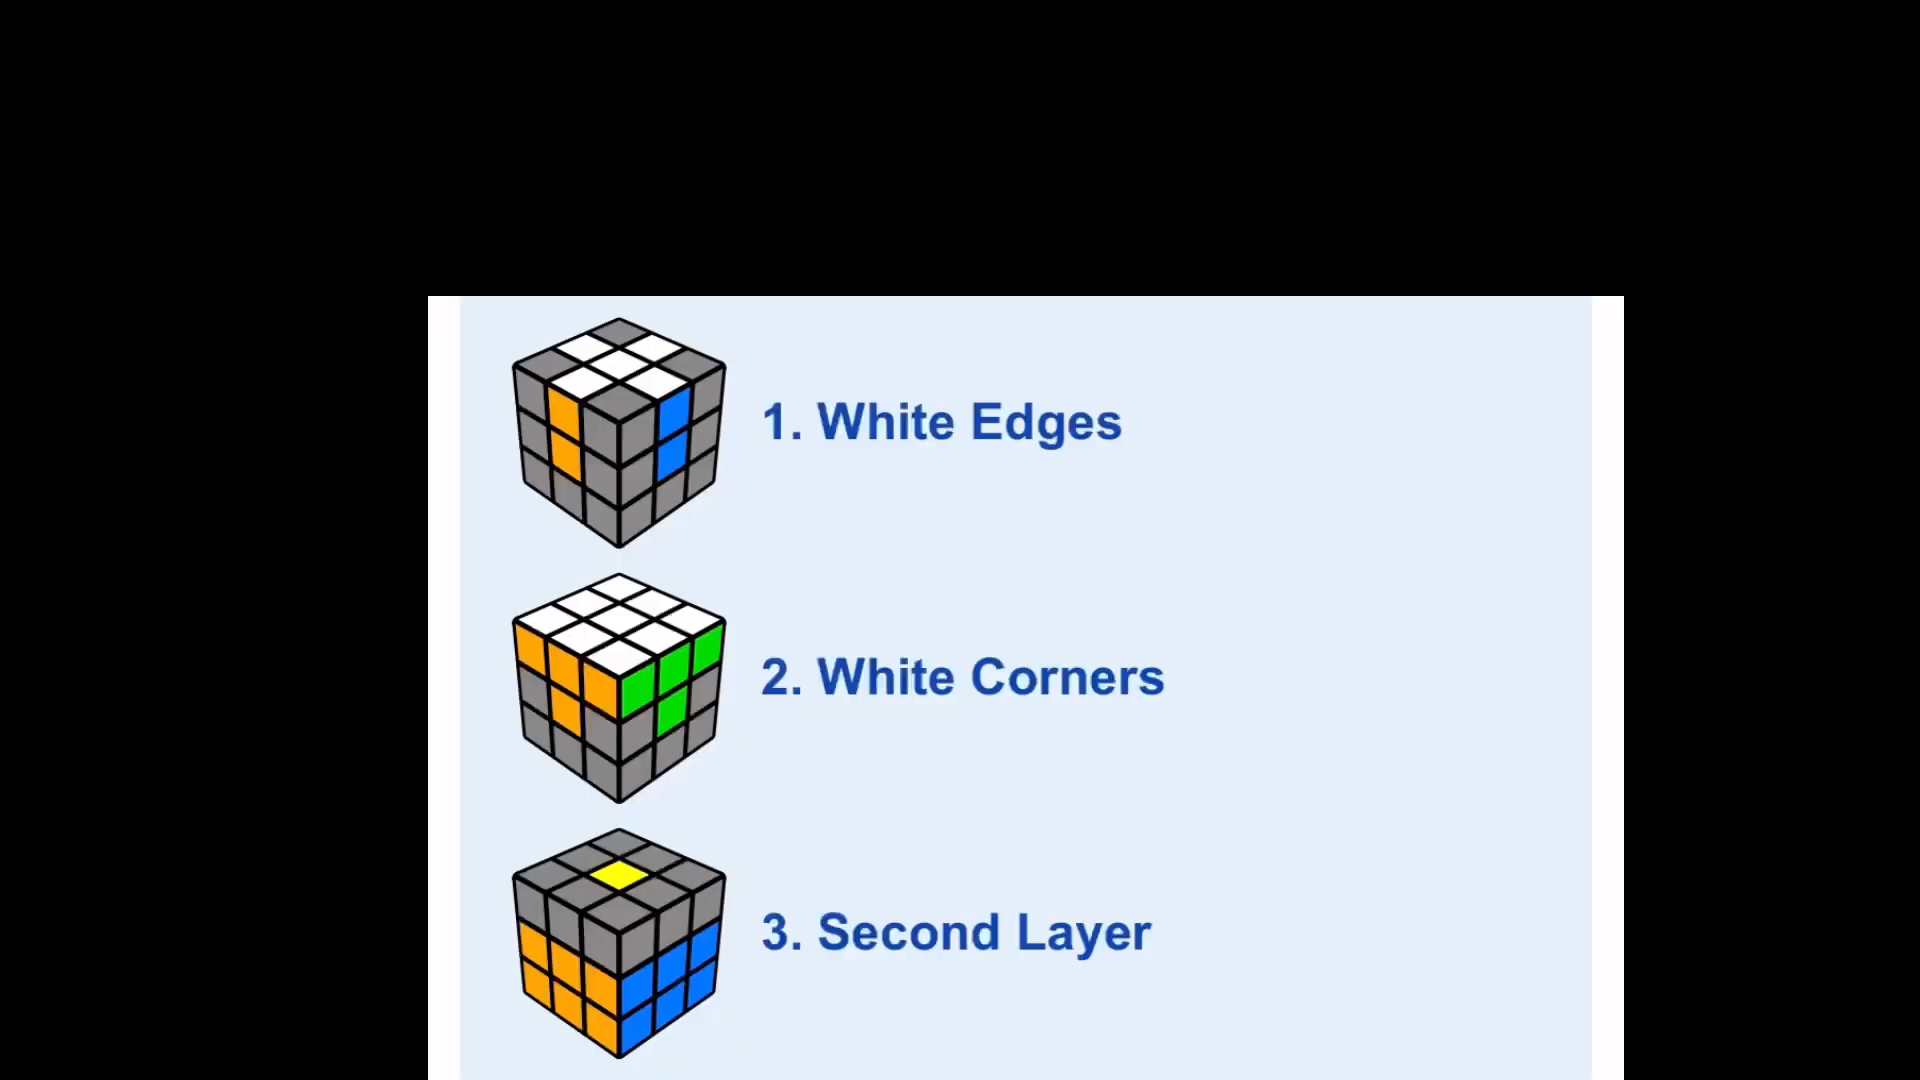 1. White Edges
2. White Corners
3. Second Layer